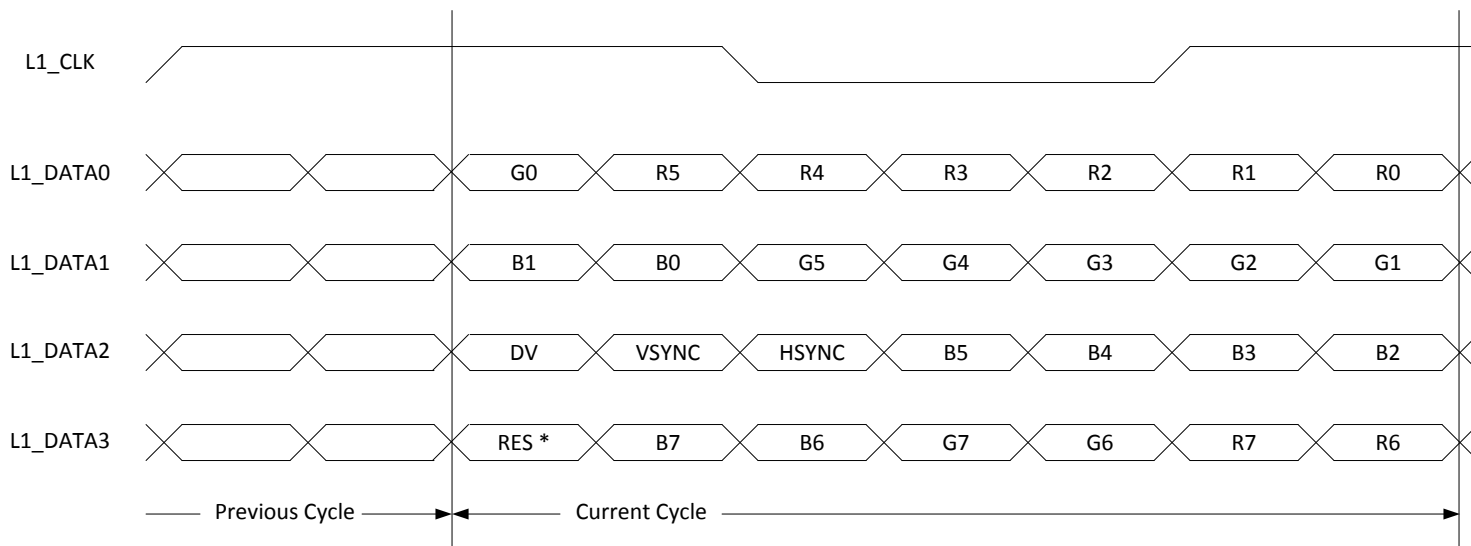 L1_CLK
L1_DATA0 G0 R5 R4 R3 R2 R1 R0
L1_DATA1 B1 B0 G5 G4 G3 G2 G1
L1_DATA2 DV VSYNC HSYNC B5 B4 B3 B2
L1_DATA3 RES * B7 B6 G7 G6 R7 R6
Previous Cycle Current Cycle